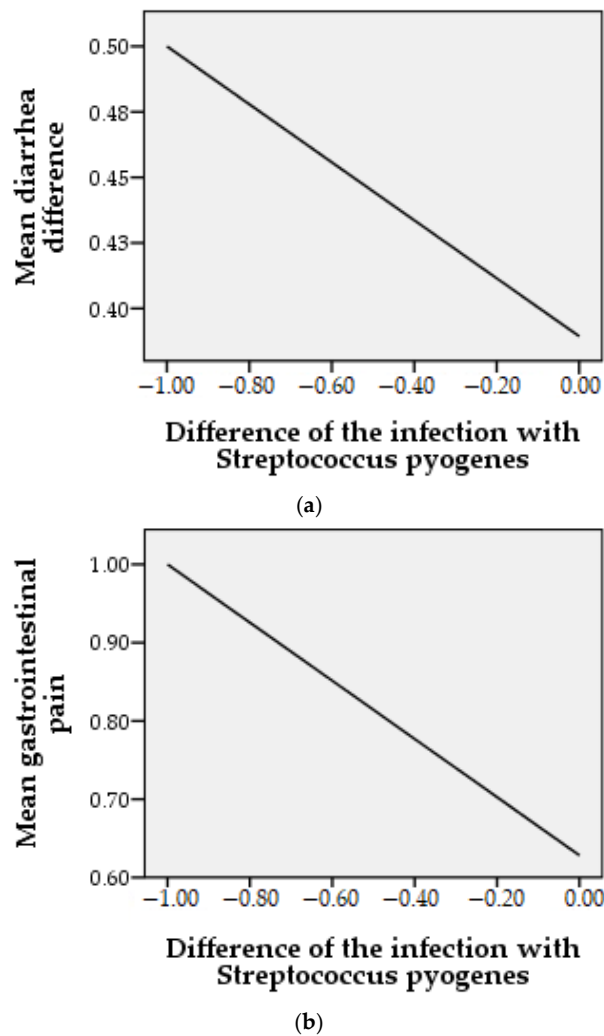 Mean diarrhea
difference
0.50
0.48
0.45
0.43
0.40
−1.00 −0.80 −0.60 −0.40 −0.20 0.00
Difference of the infection with
Streptococcus pyogenes
(a)
Mean gastrointestinal
pain
1.00
0.90
0.80
0.70
0.60
−1.00 −0.80 −0.60 −0.40 −0.20 0.00
Difference of the infection with
Streptococcus pyogenes
(b)